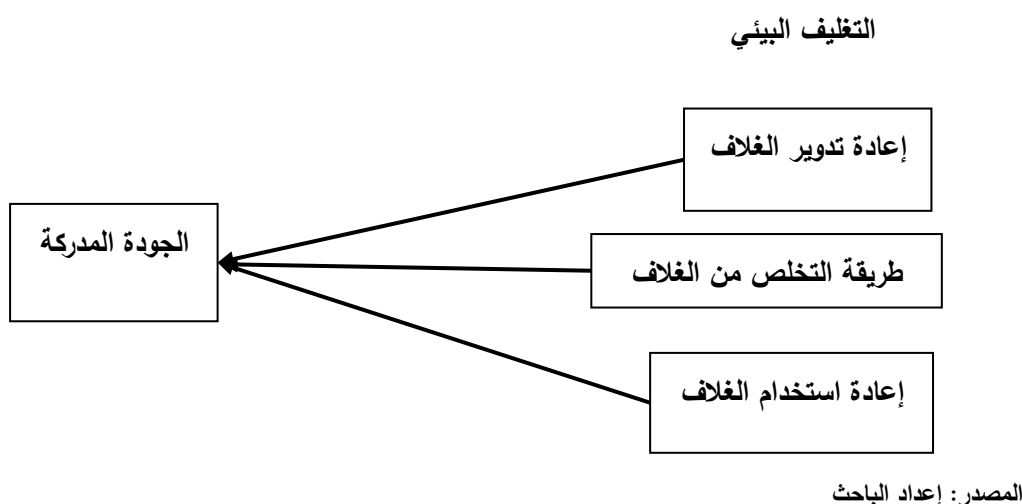 التغليف البيئي
إعادة تدوير الغلاف
الجودة المدركة
طريقة التخلص من الغلاف
إعادة استخدام الغلاف
المصدر: إعداد الباحث